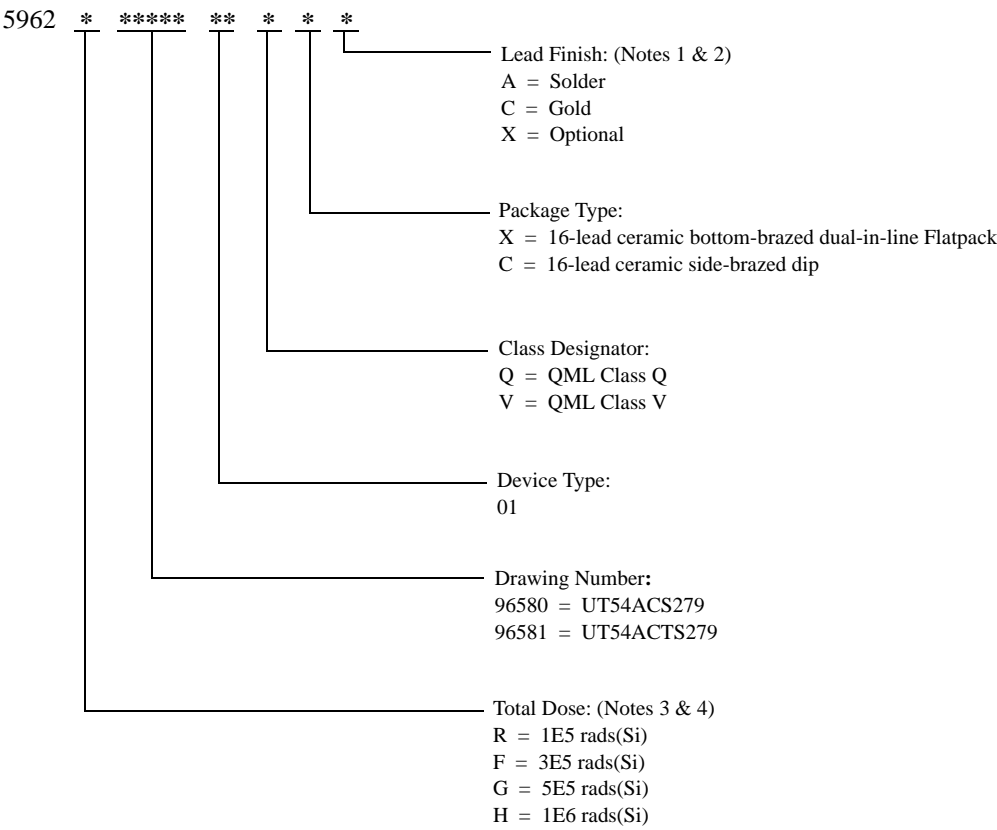 5962 * ***** ** * * *
Lead Finish: (Notes 1 & 2)
A = Solder
C = Gold
X = Optional
Package Type:
X = 16-lead ceramic bottom-brazed dual-in-line Flatpack
C = 16-lead ceramic side-brazed dip
Class Designator:
Q = QML Class Q
V = QML Class V
Device Type:
01
Drawing Number:
96580 = UT54ACS279
96581 = UT54ACTS279
Total Dose: (Notes 3 & 4)
R = 1E5 rads(Si)
F = 3E5 rads(Si)
G = 5E5 rads(Si)
H = 1E6 rads(Si)